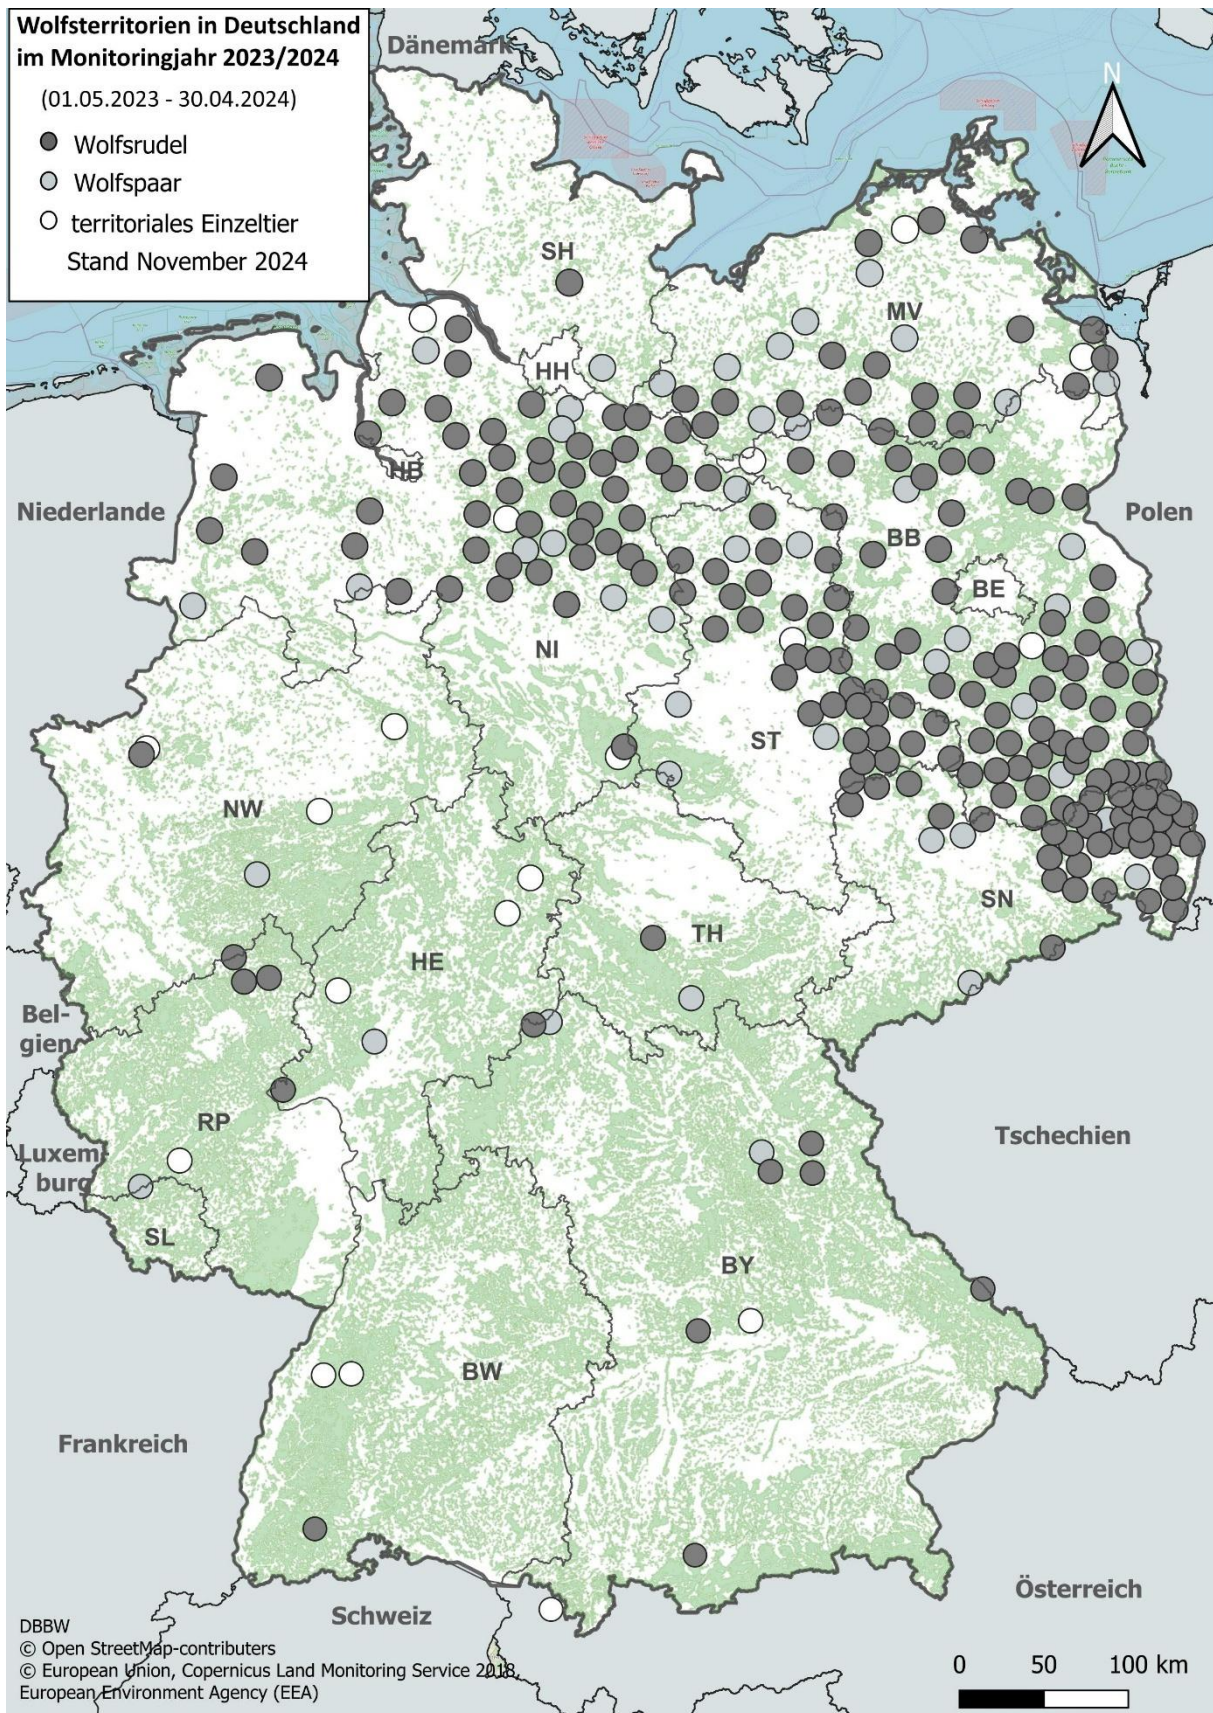 Wolfsterritorien in Deutschland
im Monitoringjahr 2023/2024
(01.05.2023 - 30.04.2024)
Wolfsrudel
Wolfspaar
territoriales Einzeltier
Stand November 2024
Dänemark
N
SH
MV
HH
HB
Niederlande
Polen
BB
BE
NI
ST
NW
SN
TH
HE
Bel-
gien
RP
Luxem-
burg
Tschechien
SL
BY
BW
Frankreich
Österreich
Schweiz
DBBW
© Open StreetMap-contributers
© European Union, Copernicus Land Monitoring Service 2018,
European Environment Agency (EEA)
0 50 100 km